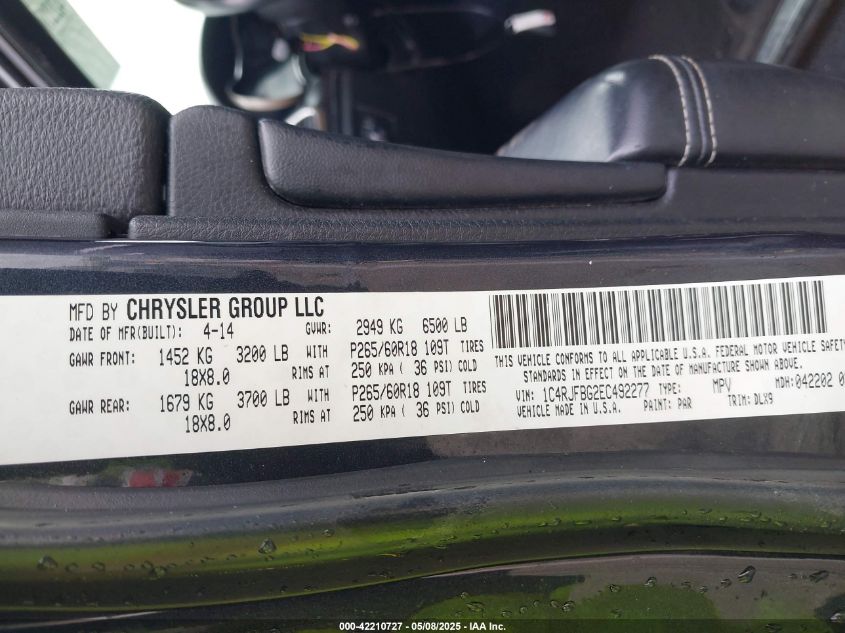 MFD BY CHRYSLER GROUP LLC
DATE OF MFR(BUILT): 4-14 GVWR: 2949 KG 6500 LB
GAWR FRONT: 1452 KG 3200 LB WITH P265/60R18 109T TIRES
18X8.0 RIMS AT 250 KPA ( 36 PSI) COLD
GAWR REAR: 1679 KG 3700 LB WITH P265/60R18 109T TIRES
18X8.0 RIMS AT 250 KPA ( 36 PSI) COLD
THIS VEHICLE CONFORMS TO ALL APPLICABLE U.S.A. FEDERAL MOTOR VEHICLE SAFETY
STANDARDS IN EFFECT ON THE DATE OF MANUFACTURE SHOWN ABOVE.
VIN: 1C4RJFBG2EC492277 TYPE: MPV MDH: 042202
VEHICLE MADE IN U.S.A. PAINT: PAR TRIM: DLX9
000-42210727 - 05/08/2025 - IAA Inc.